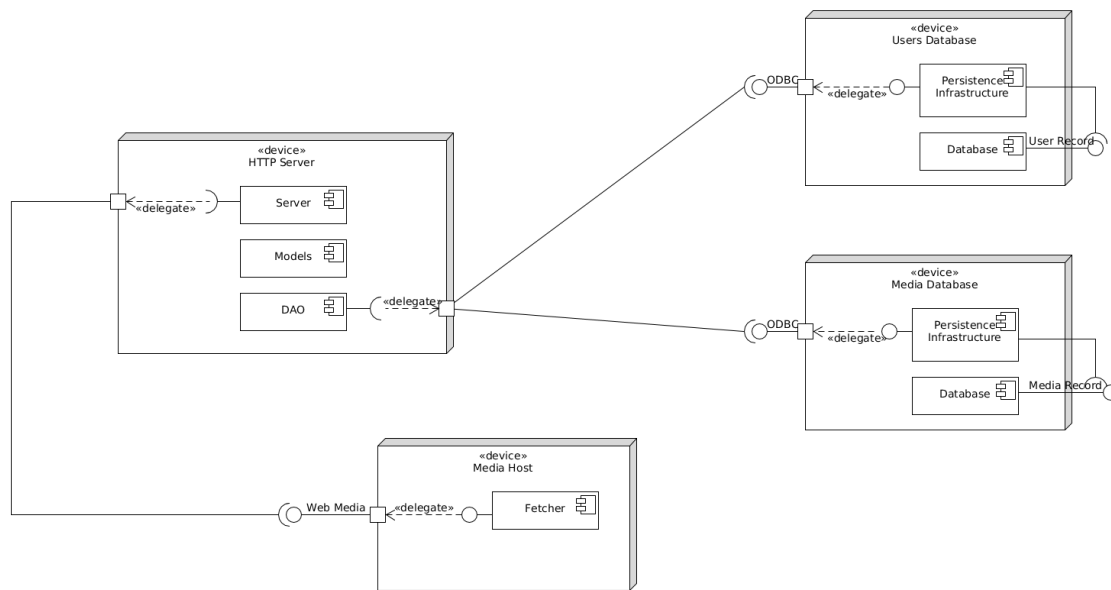 «device»
Users Database
ODBC
«delegate»
Persistence
Infrastructure
Database
User Record
«device»
HTTP Server
«delegate»
Server
Models
DAO
«delegate»
«device»
Media Database
ODBC
«delegate»
Persistence
Infrastructure
Database
Media Record
«device»
Media Host
Web Media
«delegate»
Fetcher